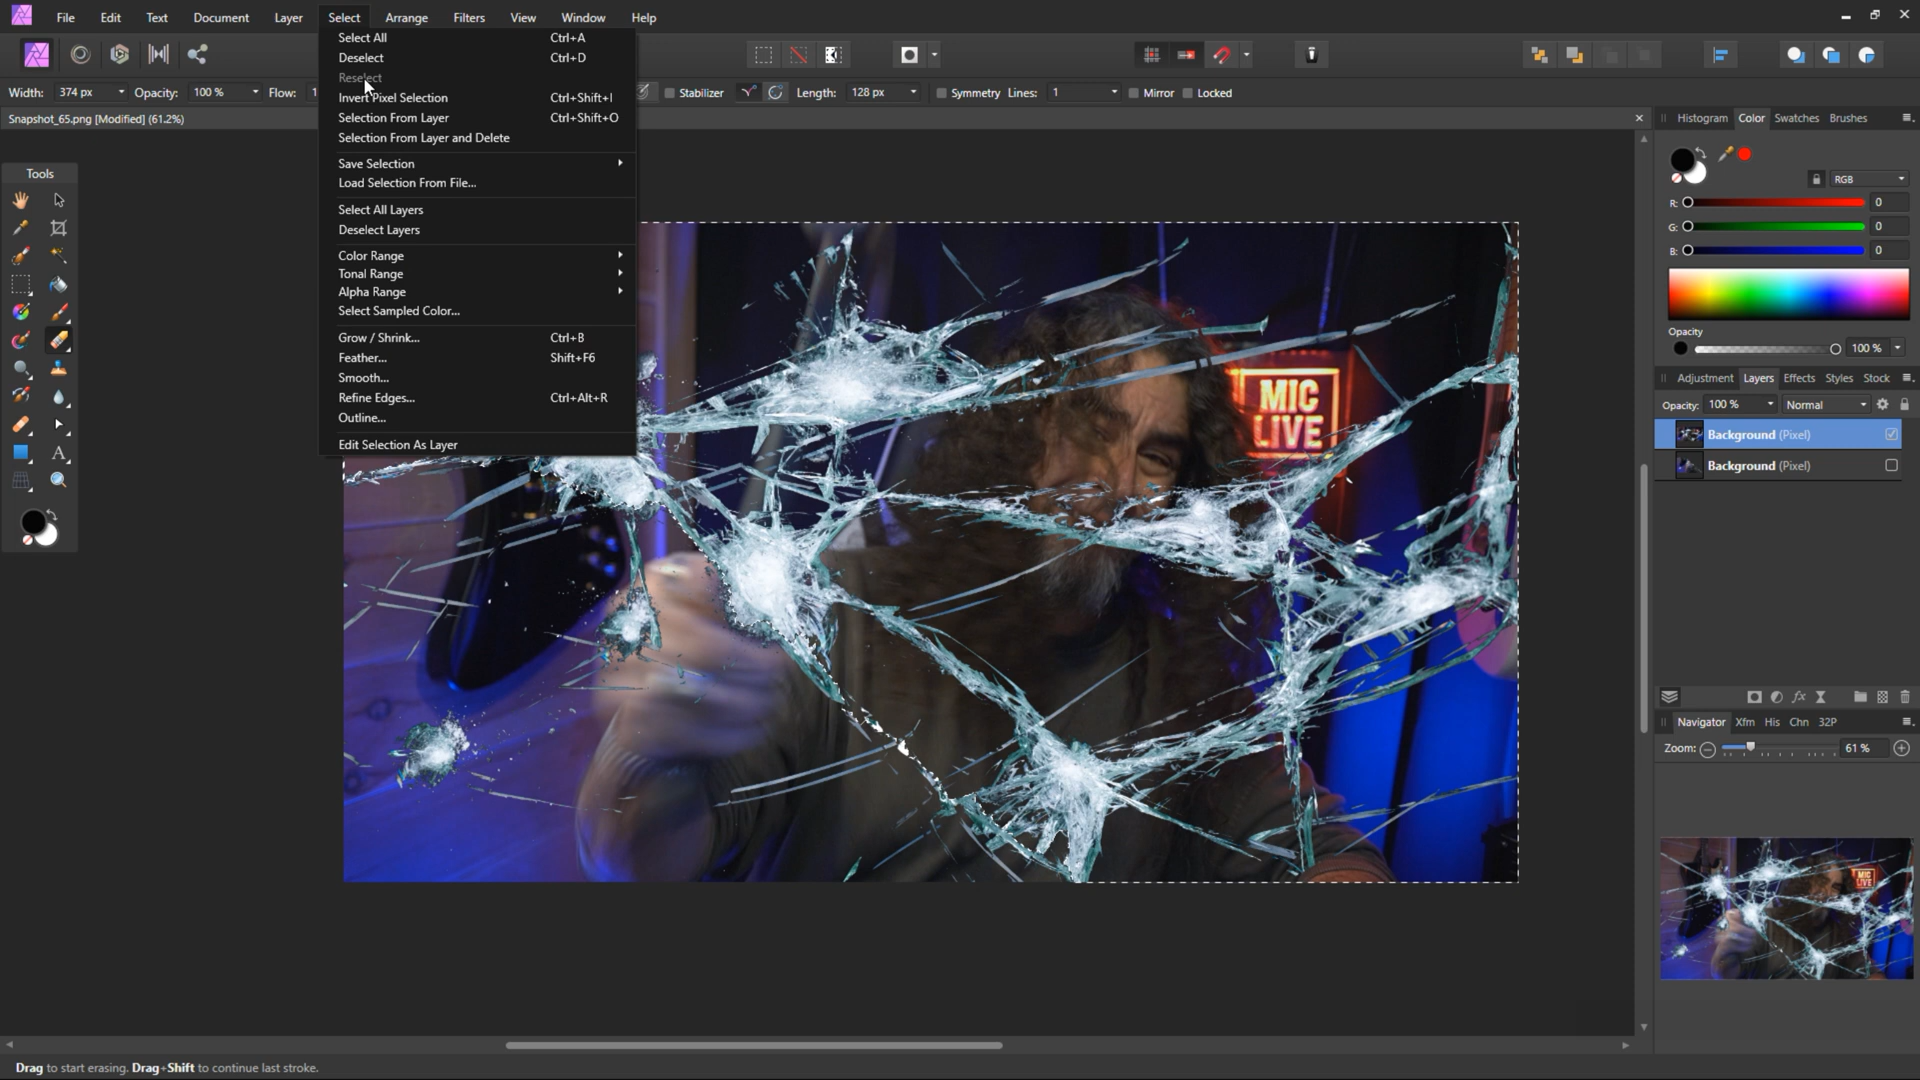 File Edit Text Document Layer Select Arrange Filters View Window Help
Width: 374 px Opacity: 100 % Flow: 1 Stabilizer Length: 128 px Symmetry Lines: 1 Mirror Locked
Snapshot_65.png [Modified] (61.2%)
Select All Ctrl+A
Deselect Ctrl+D
Reselect
Invert Pixel Selection Ctrl+Shift+I
Selection From Layer Ctrl+Shift+O
Selection From Layer and Delete
Save Selection
Load Selection From File...
Select All Layers
Deselect Layers
Color Range
Tonal Range
Alpha Range
Select Sampled Color...
Grow / Shrink... Ctrl+B
Feather... Shift+F6
Smooth...
Refine Edges... Ctrl+Alt+R
Outline...
Edit Selection As Layer
Tools
A
MIC
LIVE
Histogram Color Swatches Brushes
RGB
R: 0
G: 0
B: 0
Opacity
100 %
Adjustment Layers Effects Styles Stock
Opacity: 100 % Normal
Background (Pixel)
Background (Pixel)
fx
Navigator Xfm His Chn 32P
Zoom: 61 %
MIC
LIVE
Drag to start erasing. Drag+Shift to continue last stroke.